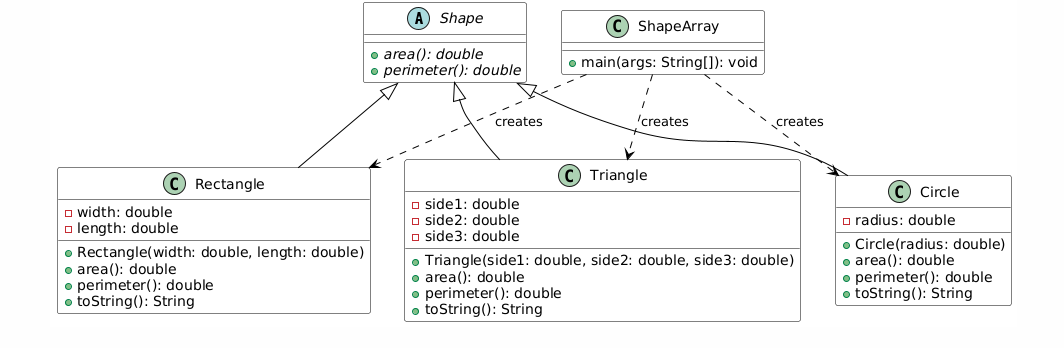 A Shape
area(): double
perimeter(): double
C ShapeArray
main(args: String[]): void
creates
creates
creates
C Rectangle
width: double
length: double
Rectangle(width: double, length: double)
area(): double
perimeter(): double
toString(): String
C Triangle
side1: double
side2: double
side3: double
Triangle(side1: double, side2: double, side3: double)
area(): double
perimeter(): double
toString(): String
C Circle
radius: double
Circle(radius: double)
area(): double
perimeter(): double
toString(): String